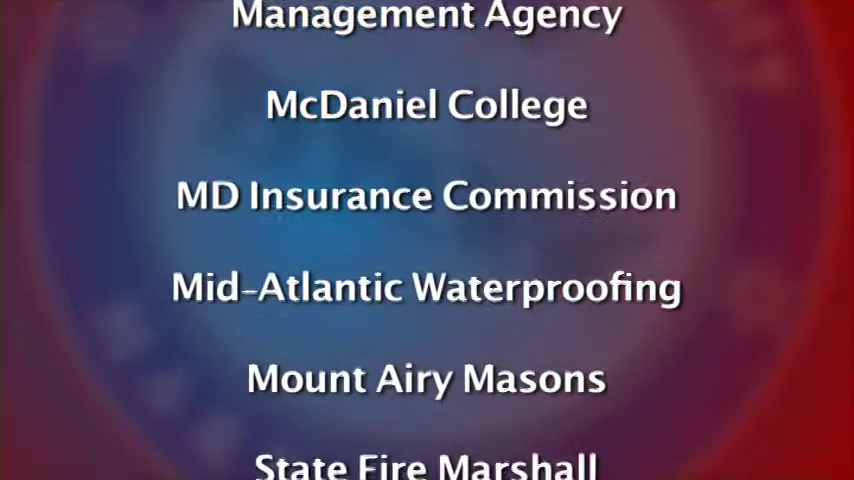 Management Agency
McDaniel College
MD Insurance Commission
Mid-Atlantic Waterproofing
Mount Airy Masons
State Fire Marshall